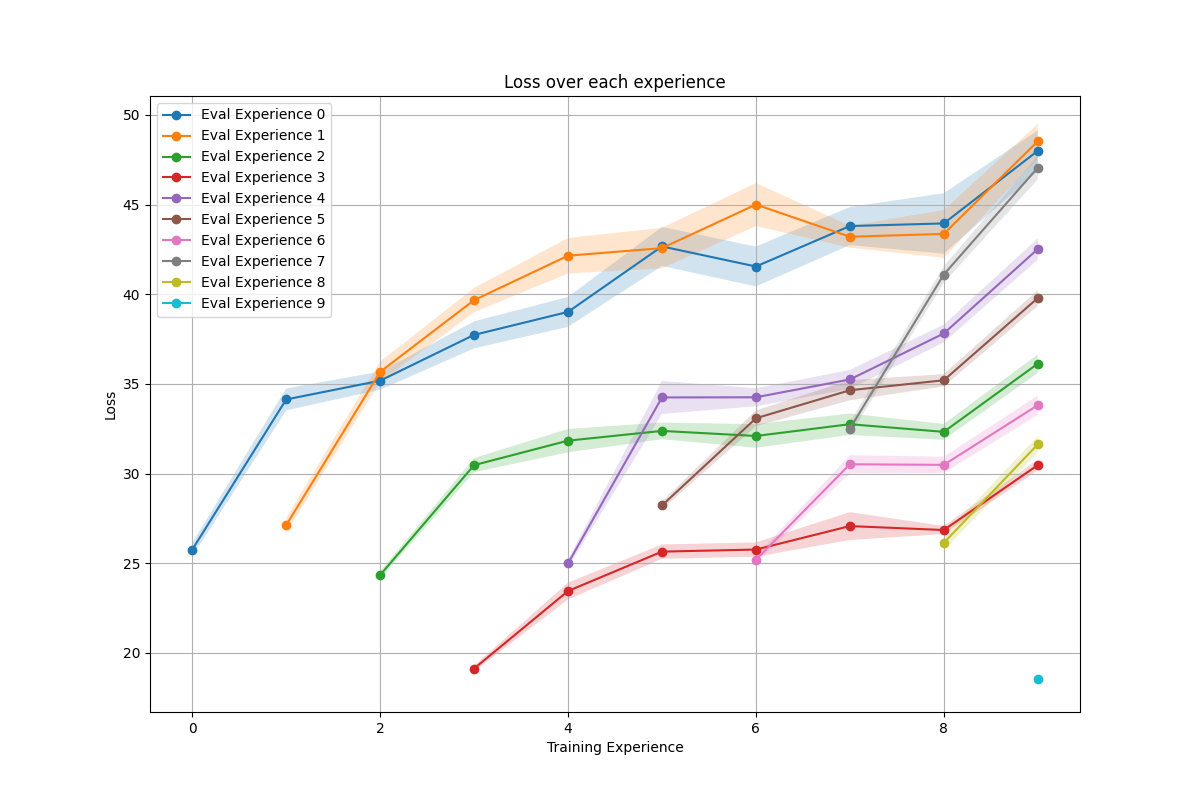 Loss over each experience
50
45
40
35
30
25
20
Loss
Eval Experience 0
Eval Experience 1
Eval Experience 2
Eval Experience 3
Eval Experience 4
Eval Experience 5
Eval Experience 6
Eval Experience 7
Eval Experience 8
Eval Experience 9
0 2 4 6 8
Training Experience